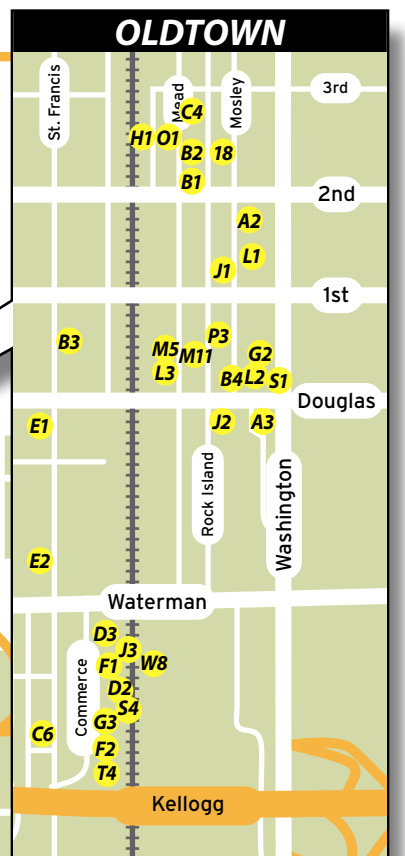 OLDTOWN
St. Francis
Mead
Mosley
3rd
C4
H1 O1
B2 18
B1
2nd
A2
L1
J1
1st
B3
P3
M5
M11
G2
L3
B4 L2 S1
Douglas
E1
J2
A3
Rock Island
Washington
E2
Waterman
D3
J3
F1
W8
Commerce
D2
S4
G3
C6
F2
T4
Kellogg